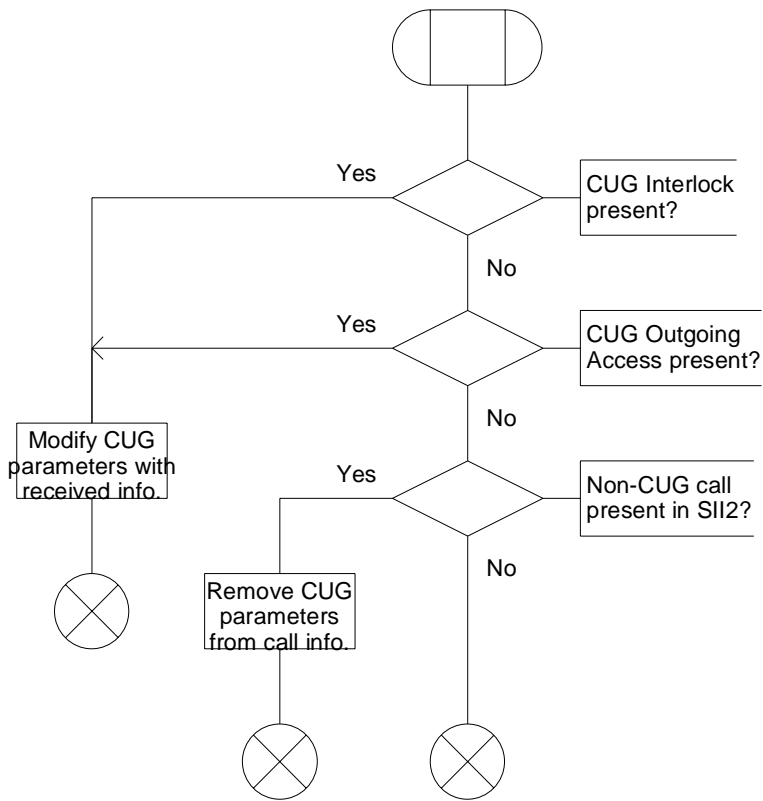 Yes
CUG Interlock
present?
No
Yes
CUG Outgoing
Access present?
No
Modify CUG
parameters with
received info.
Yes
Non-CUG call
present in SII2?
No
Remove CUG
parameters
from call info.